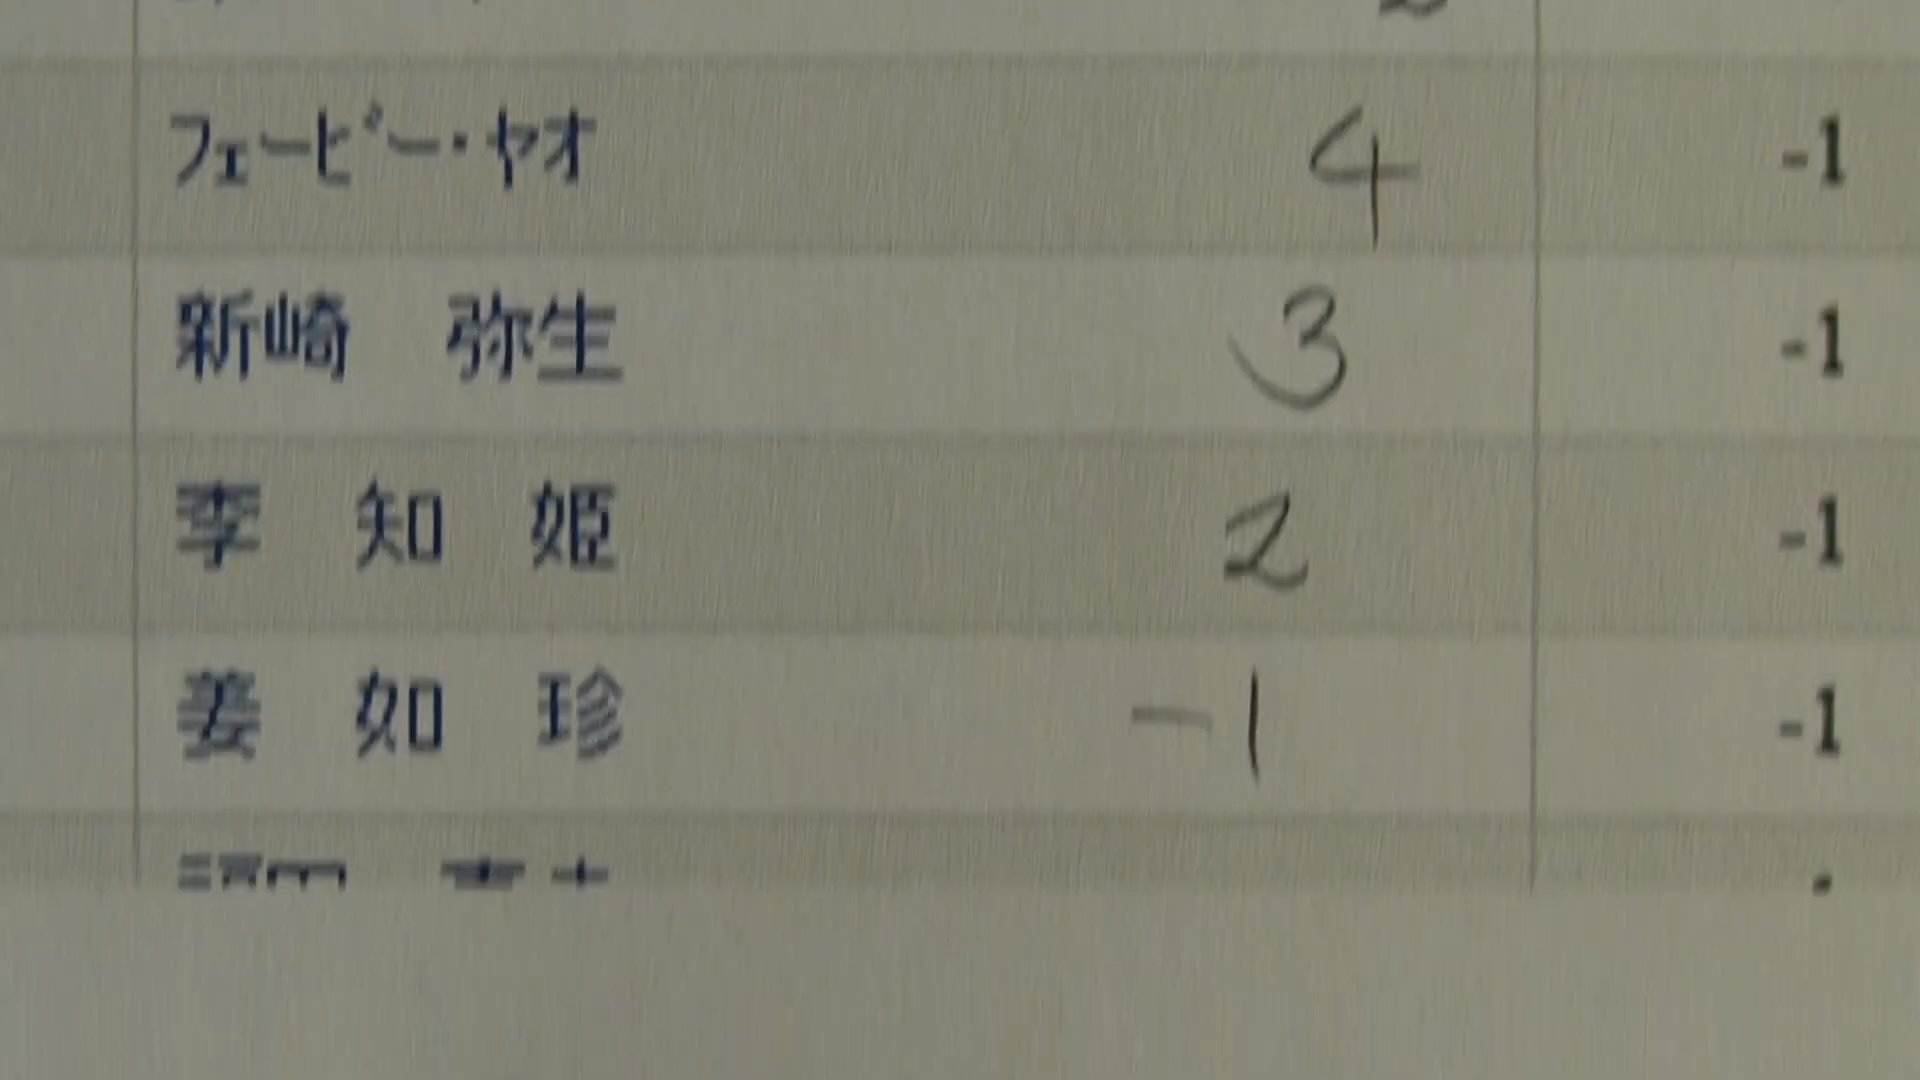 フェービー・ヤオ 4 -1
新崎 弥生 3 -1
李 知 姫 2 -1
姜 如 珍 -1 -1